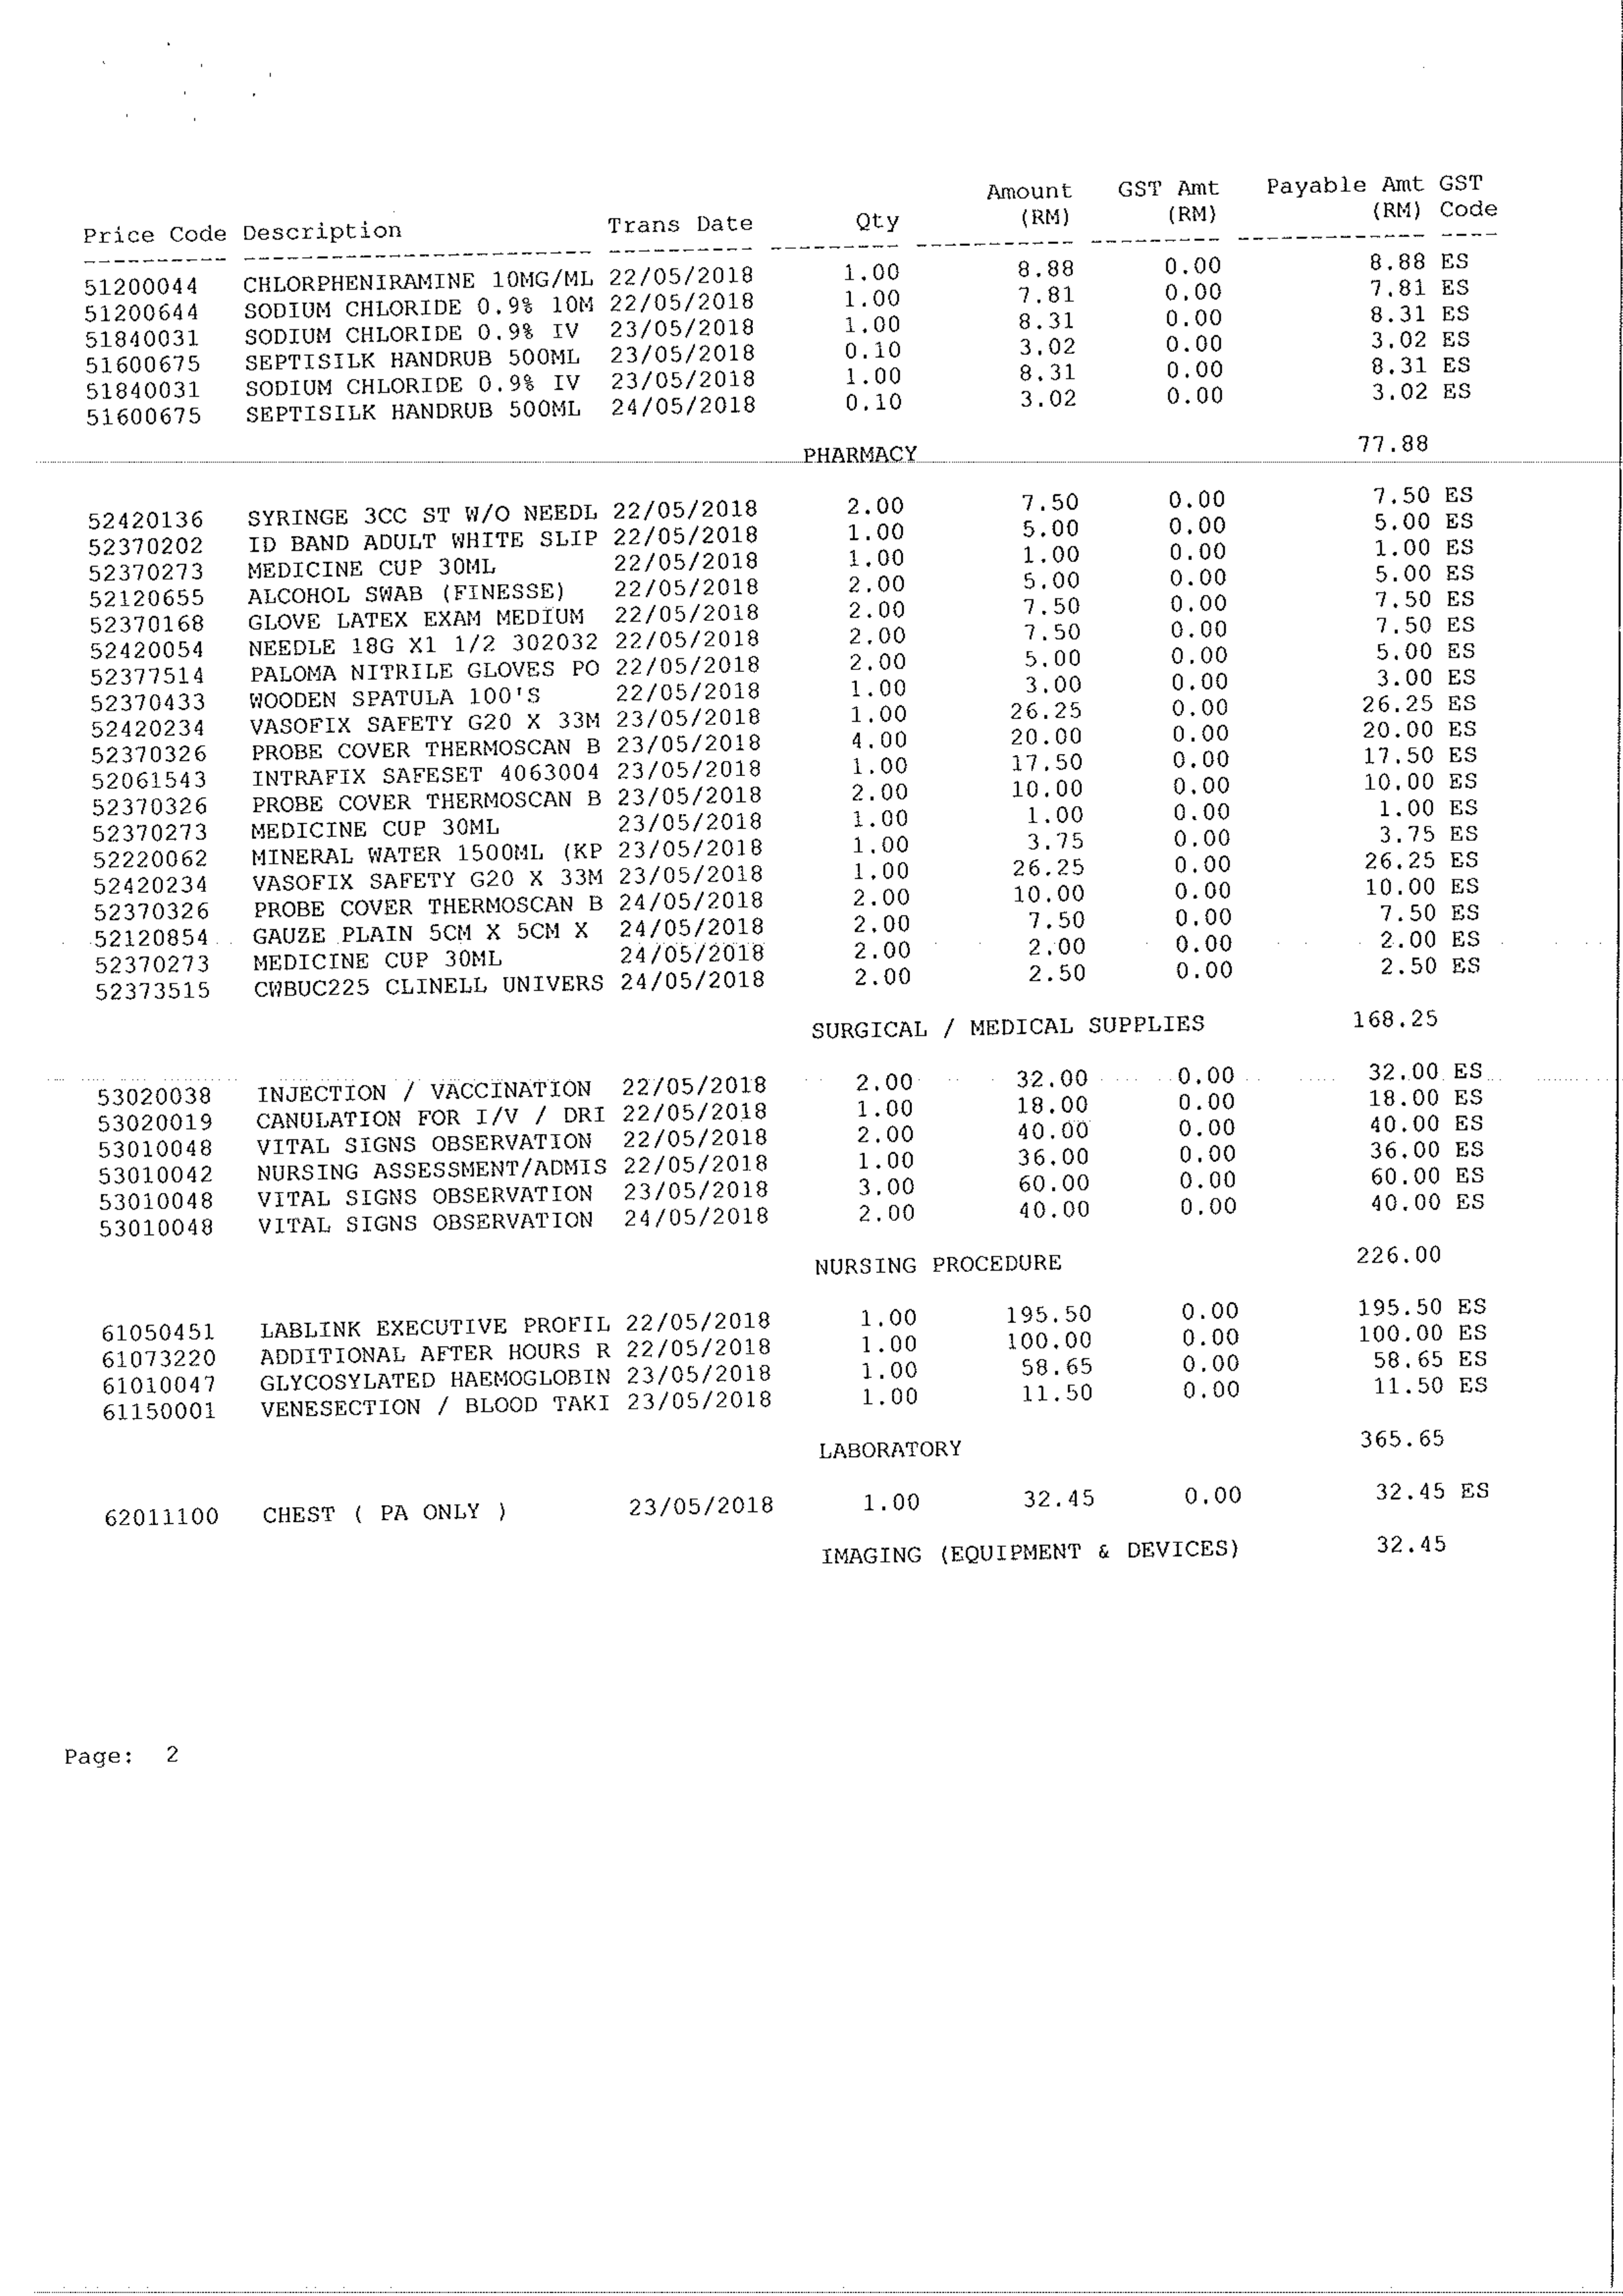 Amount GST Amt Payable Amt GST
Price Code Description Trans Date Qty (RM) (RM) (RM) Code
51200044 CHLORPHENIRAMINE 10MG/ML 22/05/2018 1.00 8.88 0.00 8.88 ES
51200644 SODIUM CHLORIDE 0.9% 10M 22/05/2018 1.00 7.81 0.00 7.81 ES
51840031 SODIUM CHLORIDE 0.9% IV 23/05/2018 1.00 8.31 0.00 8.31 ES
51600675 SEPTISILK HANDRUB 500ML 23/05/2018 0.10 3.02 0.00 3.02 ES
51840031 SODIUM CHLORIDE 0.9% IV 23/05/2018 1.00 8.31 0.00 8.31 ES
51600675 SEPTISILK HANDRUB 500ML 24/05/2018 0.10 3.02 0.00 3.02 ES
PHARMACY 77.88
52420136 SYRINGE 3CC ST W/O NEEDL 22/05/2018 2.00 7.50 0.00 7.50 ES
52370202 ID BAND ADULT WHITE SLIP 22/05/2018 1.00 5.00 0.00 5.00 ES
52370273 MEDICINE CUP 30ML 22/05/2018 1.00 1.00 0.00 1.00 ES
52120655 ALCOHOL SWAB (FINESSE) 22/05/2018 2.00 5.00 0.00 5.00 ES
52370168 GLOVE LATEX EXAM MEDIUM 22/05/2018 2.00 7.50 0.00 7.50 ES
52420054 NEEDLE 18G X1 1/2 302032 22/05/2018 2.00 7.50 0.00 7.50 ES
52377514 PALOMA NITRILE GLOVES PO 22/05/2018 2.00 5.00 0.00 5.00 ES
52370433 WOODEN SPATULA 100'S 22/05/2018 1.00 3.00 0.00 3.00 ES
52420234 VASOFIX SAFETY G20 X 33M 23/05/2018 1.00 26.25 0.00 26.25 ES
52370326 PROBE COVER THERMOSCAN B 23/05/2018 4.00 20.00 0.00 20.00 ES
52061543 INTRAFIX SAFESET 4063004 23/05/2018 1.00 17.50 0.00 17.50 ES
52370326 PROBE COVER THERMOSCAN B 23/05/2018 2.00 10.00 0.00 10.00 ES
52370273 MEDICINE CUP 30ML 23/05/2018 1.00 1.00 0.00 1.00 ES
52220062 MINERAL WATER 1500ML (KP 23/05/2018 1.00 3.75 0.00 3.75 ES
52420234 VASOFIX SAFETY G20 X 33M 23/05/2018 1.00 26.25 0.00 26.25 ES
52370326 PROBE COVER THERMOSCAN B 24/05/2018 2.00 10.00 0.00 10.00 ES
52120854 GAUZE PLAIN 5CM X 5CM X 24/05/2018 2.00 7.50 0.00 7.50 ES
52370273 MEDICINE CUP 30ML 24/05/2018 2.00 2.00 0.00 2.00 ES
52373515 CWBUC225 CLINELL UNIVERS 24/05/2018 2.00 2.50 0.00 2.50 ES
SURGICAL / MEDICAL SUPPLIES 168.25
53020038 INJECTION / VACCINATION 22/05/2018 2.00 32.00 0.00 32.00 ES
53020019 CANULATION FOR I/V / DRI 22/05/2018 1.00 18.00 0.00 18.00 ES
53010048 VITAL SIGNS OBSERVATION 22/05/2018 2.00 40.00 0.00 40.00 ES
53010042 NURSING ASSESSMENT/ADMIS 22/05/2018 1.00 36.00 0.00 36.00 ES
53010048 VITAL SIGNS OBSERVATION 23/05/2018 3.00 60.00 0.00 60.00 ES
53010048 VITAL SIGNS OBSERVATION 24/05/2018 2.00 40.00 0.00 40.00 ES
NURSING PROCEDURE 226.00
61050451 LABLINK EXECUTIVE PROFIL 22/05/2018 1.00 195.50 0.00 195.50 ES
61073220 ADDITIONAL AFTER HOURS R 22/05/2018 1.00 100.00 0.00 100.00 ES
61010047 GLYCOSYLATED HAEMOGLOBIN 23/05/2018 1.00 58.65 0.00 58.65 ES
61150001 VENESECTION / BLOOD TAKI 23/05/2018 1.00 11.50 0.00 11.50 ES
LABORATORY 365.65
62011100 CHEST ( PA ONLY ) 23/05/2018 1.00 32.45 0.00 32.45 ES
IMAGING (EQUIPMENT & DEVICES) 32.45
Page: 2